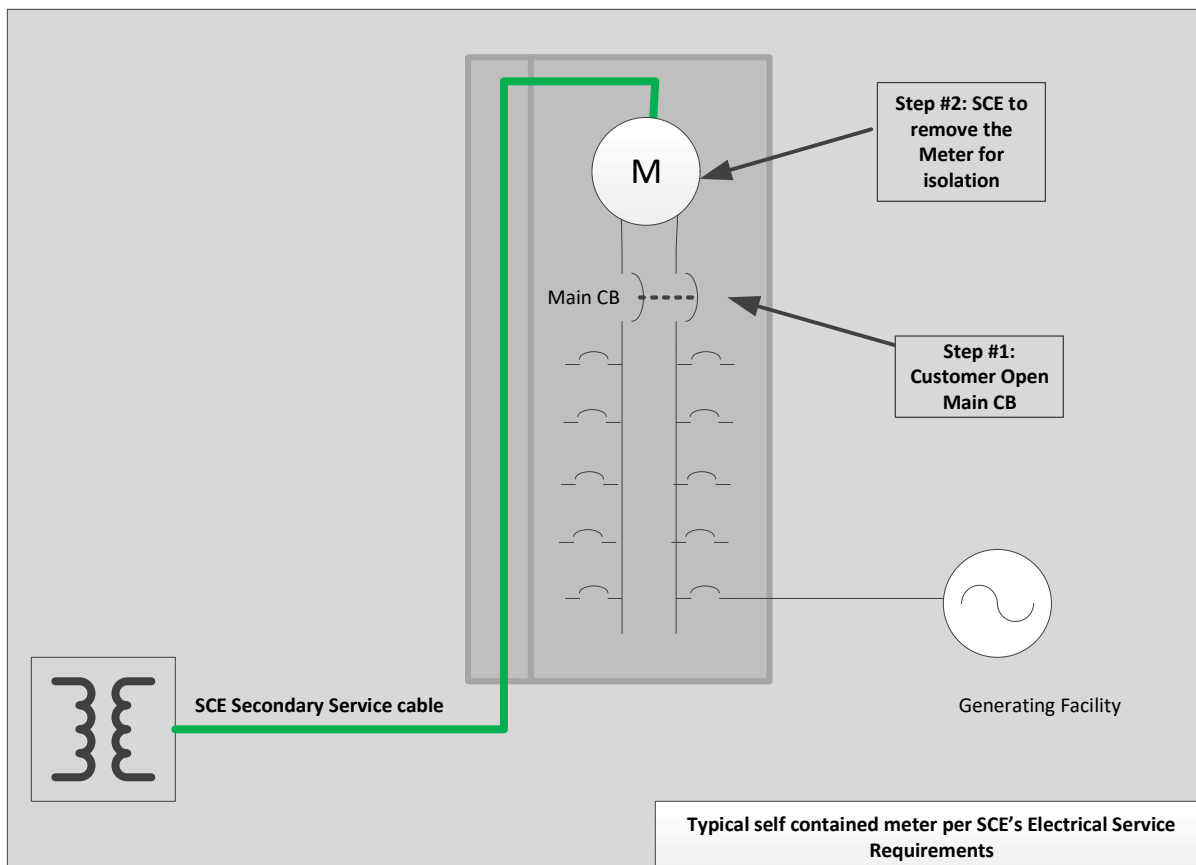 Step #2: SCE to
remove the
Meter for
isolation
M
Main CB
Step #1:
Customer Open
Main CB
SCE Secondary Service cable
Generating Facility
Typical self contained meter per SCE’s Electrical Service
Requirements